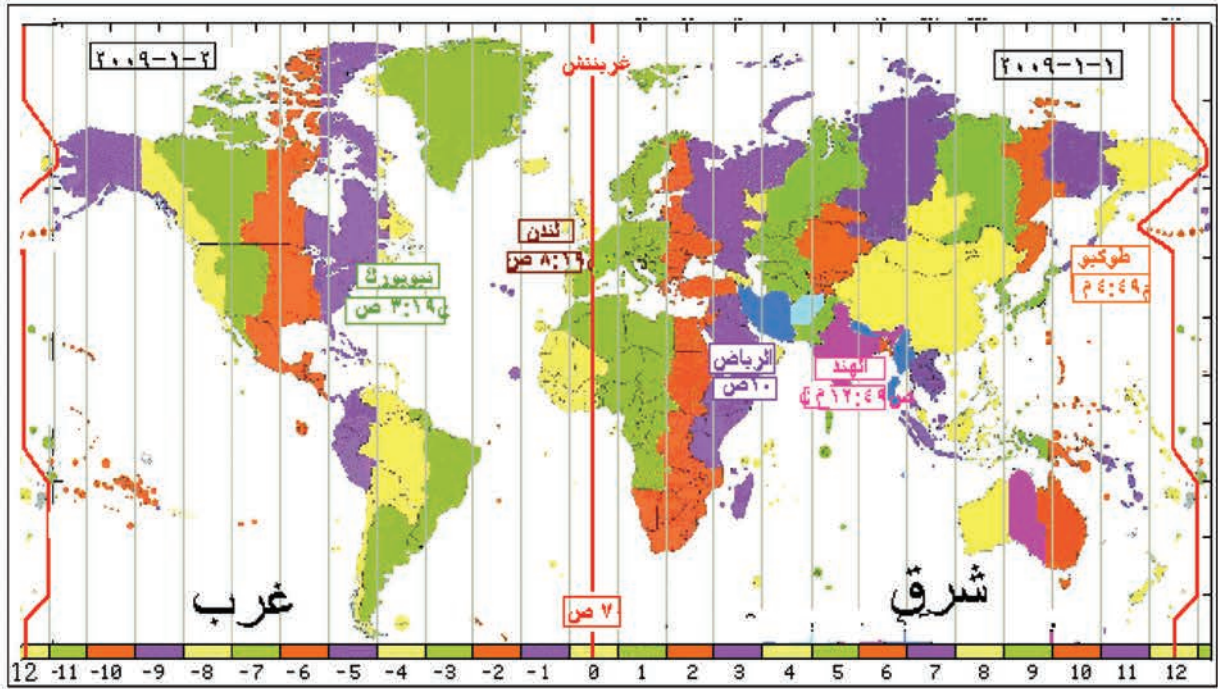 ٢-١-٢٠٠٩
غرينتش
١-١-٢٠٠٩
لندن
٨:١٩ ص
نيويورك
٣:١٩ ص
طوكيو
٤:٤٩ م
الرياض
١٠ص
الهند
١٢:٤٩ م
غرب
٧ ص
شرق
12 -11 -10 -9 -8 -7 -6 -5 -4 -3 -2 -1 0 1 2 3 4 5 6 7 8 9 10 11 12